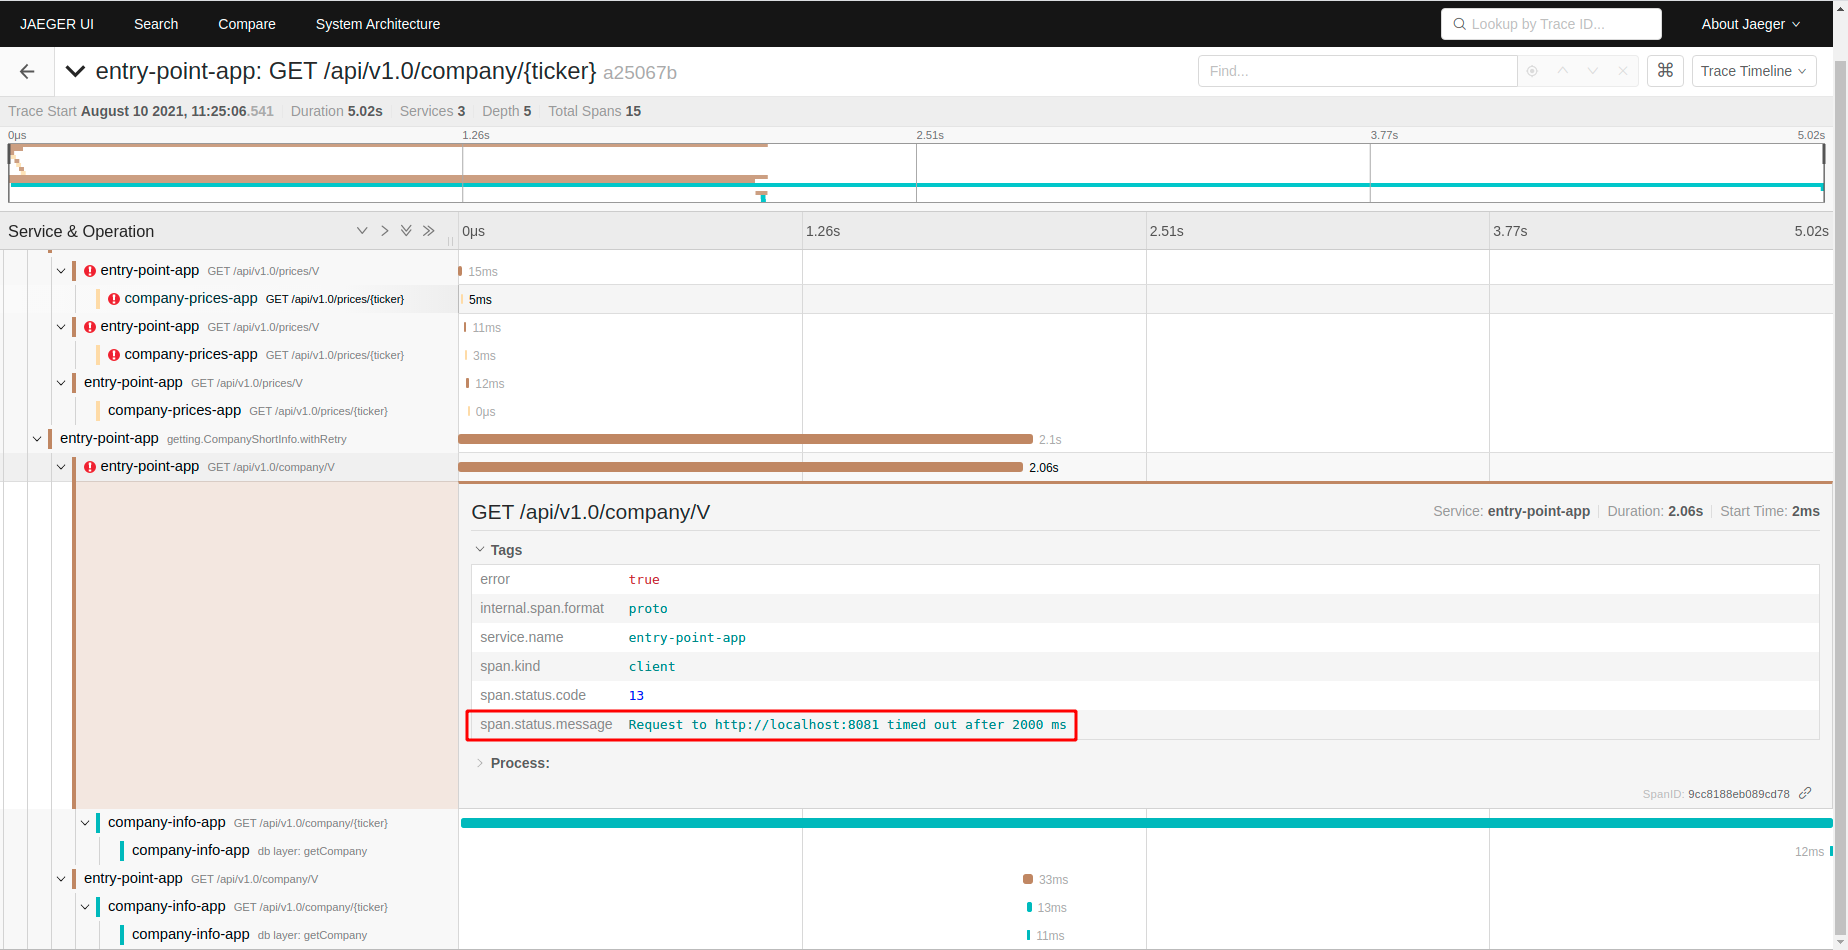 JAEGER UI Search Compare System Architecture Lookup by Trace ID... About Jaeger
entry-point-app: GET /api/v1.0/company/{ticker} a25067b Find... ⌘ Trace Timeline
Trace Start August 10 2021, 11:25:06.541 Duration 5.02s Services 3 Depth 5 Total Spans 15
0μs 1.26s 2.51s 3.77s 5.02s
Service & Operation 0μs 1.26s 2.51s 3.77s 5.02s
entry-point-app GET /api/v1.0/prices/V 15ms
company-prices-app GET /api/v1.0/prices/{ticker} 5ms
entry-point-app GET /api/v1.0/prices/V 11ms
company-prices-app GET /api/v1.0/prices/{ticker} 3ms
entry-point-app GET /api/v1.0/prices/V 12ms
company-prices-app GET /api/v1.0/prices/{ticker} 0μs
entry-point-app getting.CompanyShortInfo.withRetry 2.1s
entry-point-app GET /api/v1.0/company/V 2.06s
GET /api/v1.0/company/V Service: entry-point-app Duration: 2.06s Start Time: 2ms
Tags
error true
internal.span.format proto
service.name entry-point-app
span.kind client
span.status.code 13
span.status.message Request to http://localhost:8081 timed out after 2000 ms
Process:
SpanID: 9cc8188eb089cd78
company-info-app GET /api/v1.0/company/{ticker}
company-info-app db layer: getCompany 12ms
entry-point-app GET /api/v1.0/company/V 33ms
company-info-app GET /api/v1.0/company/{ticker} 13ms
company-info-app db layer: getCompany 11ms